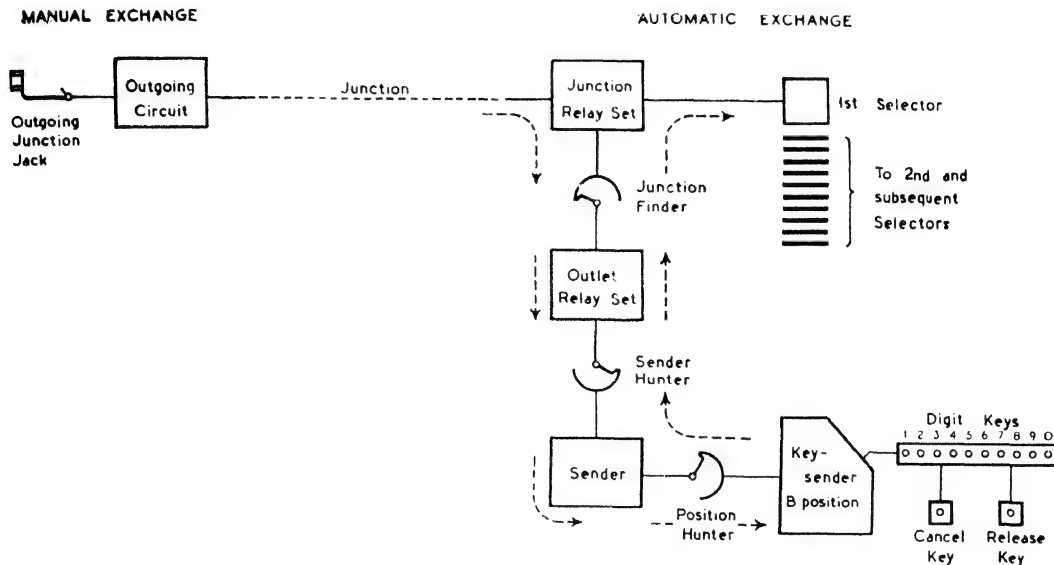 MANUAL EXCHANGE
AUTOMATIC EXCHANGE
Outgoing
Junction
Jack
Outgoing
Circuit
Junction
Junction
Relay Set
1st Selector
To 2nd and
subsequent
Selectors
Junction
Finder
Outlet
Relay Set
Sender
Hunter
Sender
Position
Hunter
Key-
sender
B position
Digit Keys
1 2 3 4 5 6 7 8 9 0
Cancel
Key
Release
Key